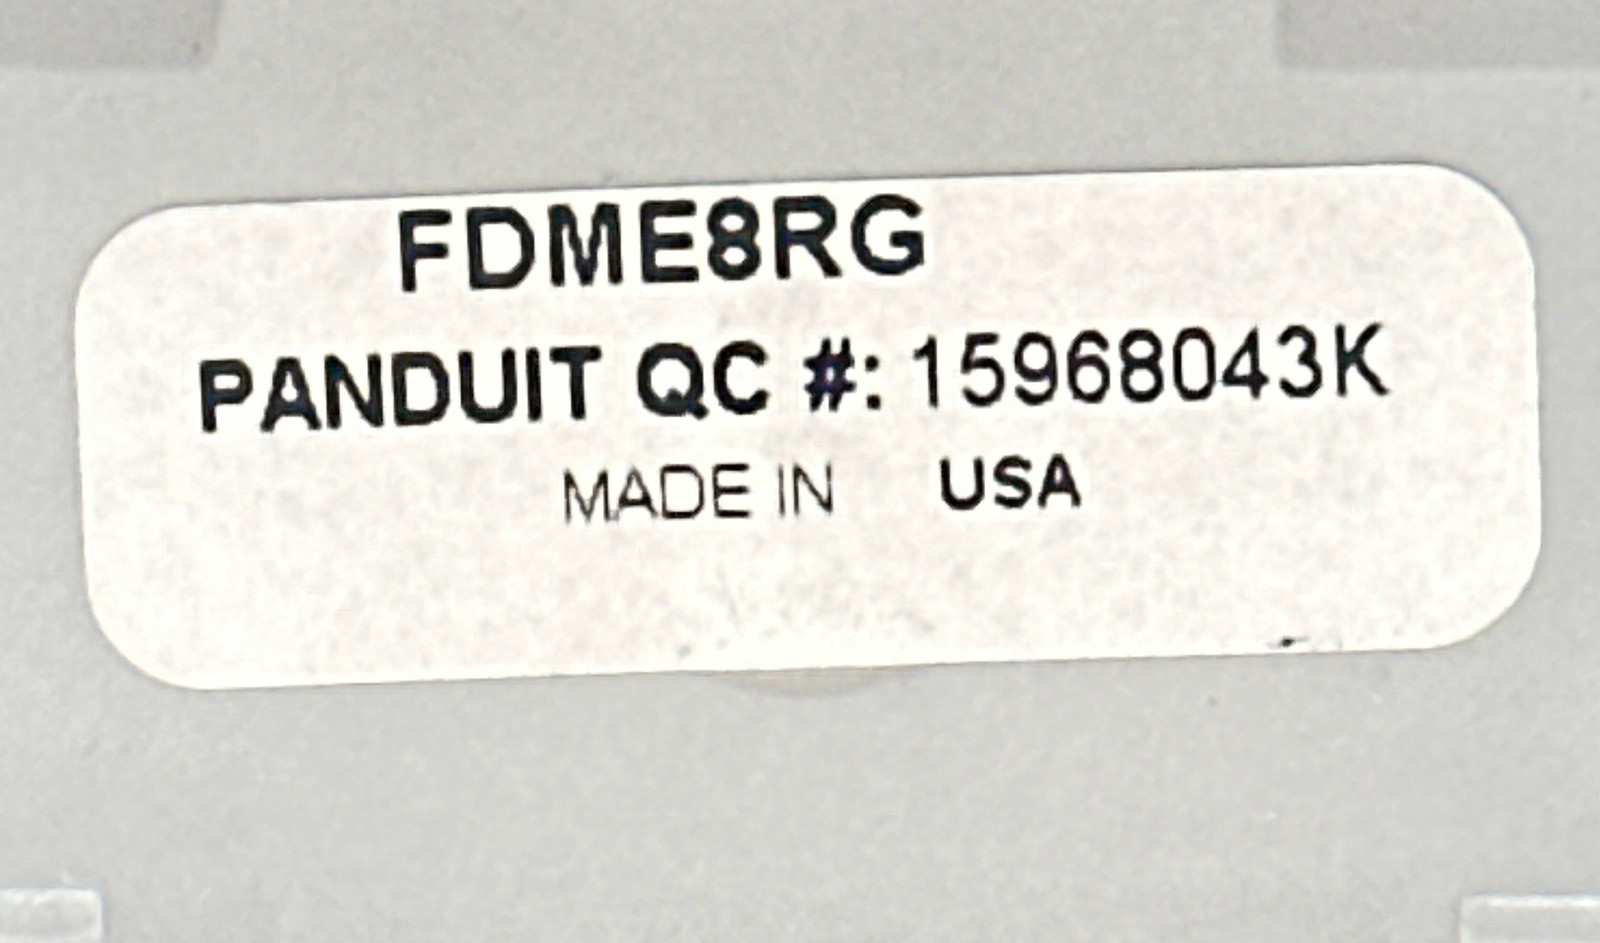 FDME8RG
PANDUIT QC #: 15968043K
MADE IN USA